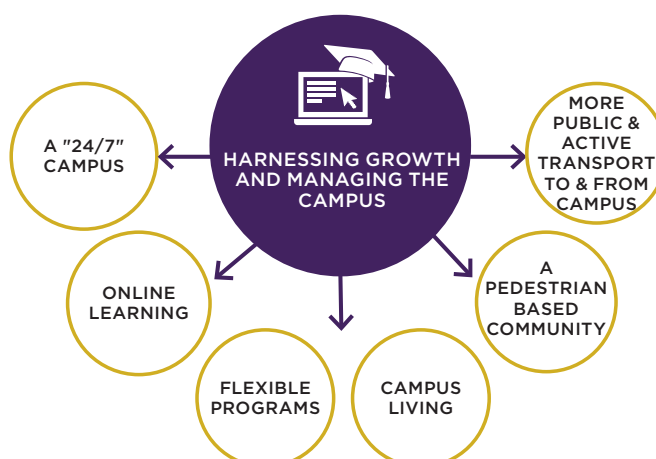 HARNESSING GROWTH
AND MANAGING THE
CAMPUS
A "24/7"
CAMPUS
ONLINE
LEARNING
FLEXIBLE
PROGRAMS
CAMPUS
LIVING
A
PEDESTRIAN
BASED
COMMUNITY
MORE
PUBLIC &
ACTIVE
TRANSPORT
TO & FROM
CAMPUS